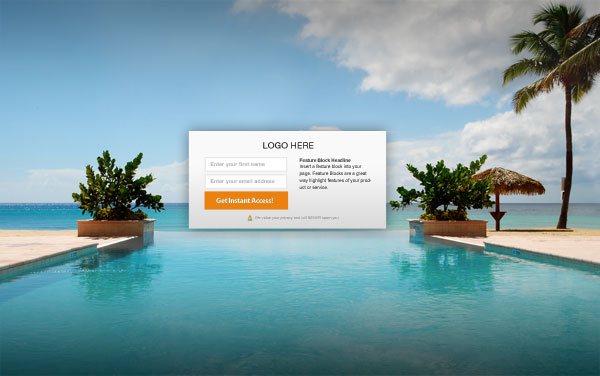 LOGO HERE
Enter your first name
Enter your email address
Get Instant Access!
Feature Block Headline
Insert a feature block into your
page. Feature Blocks are a great
way highlight features of your prod-
uct or service.
We value your privacy and will NEVER spam you